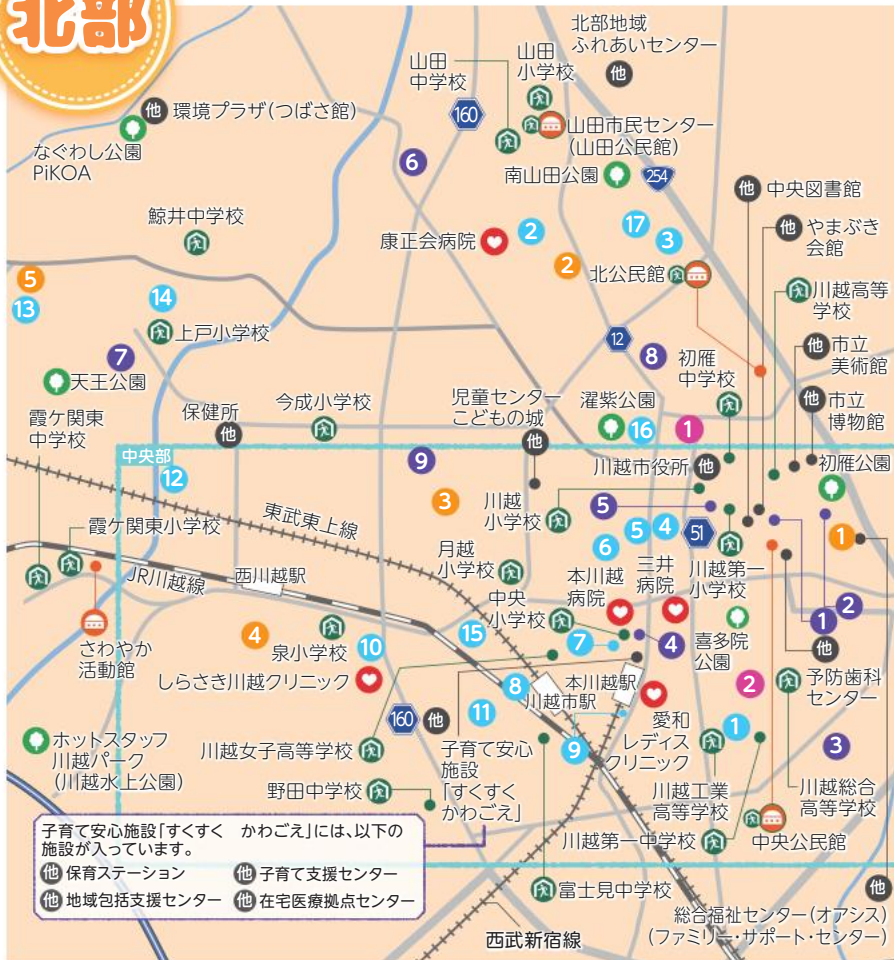 北部
北部地域
ふれあいセンター
他
山田
中学校
山田
小学校
160
他
環境プラザ(つばさ館)
なぐわし公園
PiKOA
山田市民センター
(山田公民館)
6
南山田公園
254
他
中央図書館
鯨井中学校
康正会病院
2
17
3
他
やまぶき
会館
5
13
14
2
北公民館
川越高等
学校
上戸小学校
12
8
初雁
中学校
他
市立
美術館
7
天王公園
保健所
他
今成小学校
児童センター
こどもの城
他
濯紫公園
16
1
他
市立
博物館
霞ケ関東
中学校
中央部
12
9
川越市役所
他
初雁公園
3
川越
小学校
5
東武東上線
霞ケ関東小学校
5
4
51
1
6
川越第一
小学校
JR川越線
西川越駅
月越
小学校
本川越
病院
三井
病院
中央
小学校
1
2
さわやか
活動館
4
泉小学校
10
15
7
4
喜多院
公園
他
予防歯科
センター
しらさき川越クリニック
8
川越市駅
本川越駅
2
160
他
11
愛和
レディス
クリニック
1
3
ホットスタッフ
川越パーク
(川越水上公園)
川越女子高等学校
子育て安心
施設
「すくすく
かわごえ」
9
野田中学校
川越工業
高等学校
川越総合
高等学校
川越第一中学校
中央公民館
子育て安心施設「すくすく かわごえ」には、以下の
施設が入っています。
他 保育ステーション 他 子育て支援センター
他 地域包括支援センター 他 在宅医療拠点センター
富士見中学校
他
総合福祉センター(オアシス)
(ファミリー・サポート・センター)
西武新宿線